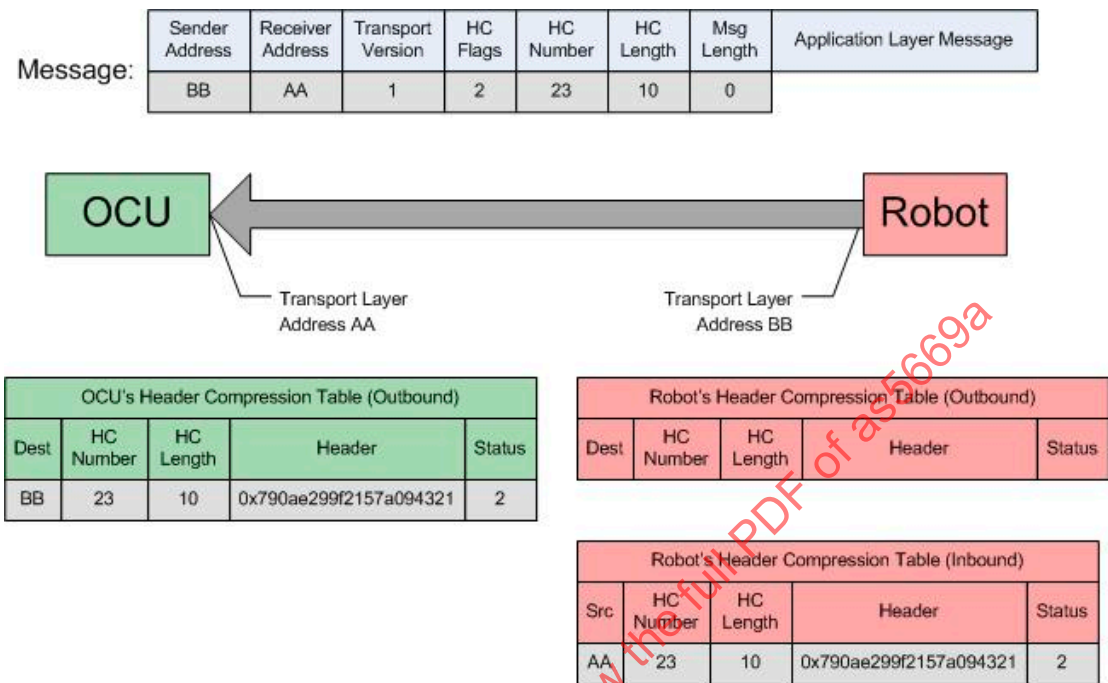 Message:
Sender Address | Receiver Address | Transport Version | HC Flags | HC Number | HC Length | Msg Length | Application Layer Message
BB | AA | 1 | 2 | 23 | 10 | 0
OCU
Robot
Transport Layer Address AA
Transport Layer Address BB
OCU's Header Compression Table (Outbound)
Dest | HC Number | HC Length | Header | Status
BB | 23 | 10 | 0x790ae299f2157a094321 | 2
Robot's Header Compression Table (Outbound)
Dest | HC Number | HC Length | Header | Status
Robot's Header Compression Table (Inbound)
Src | HC Number | HC Length | Header | Status
AA | 23 | 10 | 0x790ae299f2157a094321 | 2
w the full PDF of as5669a